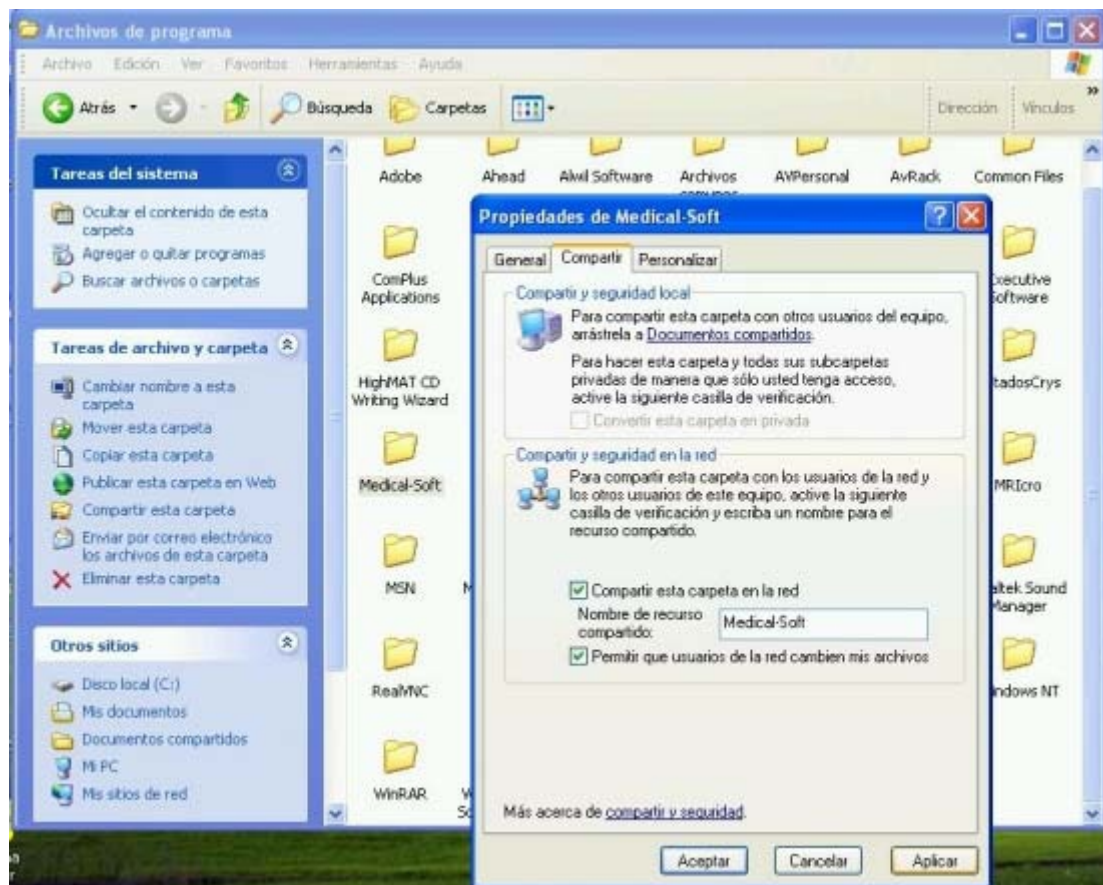 Archivos de programa
Archivo Edición Ver Favoritos Herramientas Ayuda
Atrás Búsqueda Carpetas Dirección Vínculos
Tareas del sistema
Ocultar el contenido de esta
carpeta
Agregar o quitar programas
Buscar archivos o carpetas
Tareas de archivo y carpeta
Cambiar nombre a esta
carpeta
Mover esta carpeta
Copiar esta carpeta
Publicar esta carpeta en Web
Compartir esta carpeta
Enviar por correo electrónico
los archivos de esta carpeta
Eliminar esta carpeta
Otros sitios
Disco local (C:)
Mis documentos
Documentos compartidos
Mi PC
Mis sitios de red
Adobe Ahead Alwil Software Archivos AVPersonal AvRack Common Files
ComPlus
Applications
HighMAT CD
Writing Wizard
Medical-Soft
MSN
RealVNC
WinRAR
Propiedades de Medical-Soft
General Compartir Personalizar
Compartir y seguridad local
Para compartir esta carpeta con otros usuarios del equipo,
arrástrela a Documentos compartidos.
Para hacer esta carpeta y todas sus subcarpetas
privadas de manera que sólo usted tenga acceso,
active la siguiente casilla de verificación.
Convertir esta carpeta en privada
Compartir y seguridad en la red
Para compartir esta carpeta con los usuarios de la red y
los otros usuarios de este equipo, active la siguiente
casilla de verificación y escriba un nombre para el
recurso compartido.
Compartir esta carpeta en la red
Nombre de recurso
compartido:
Medical-Soft
Permitir que usuarios de la red cambien mis archivos
Más acerca de compartir y seguridad.
Aceptar Cancelar Aplicar
MRIcro
Sound
NT